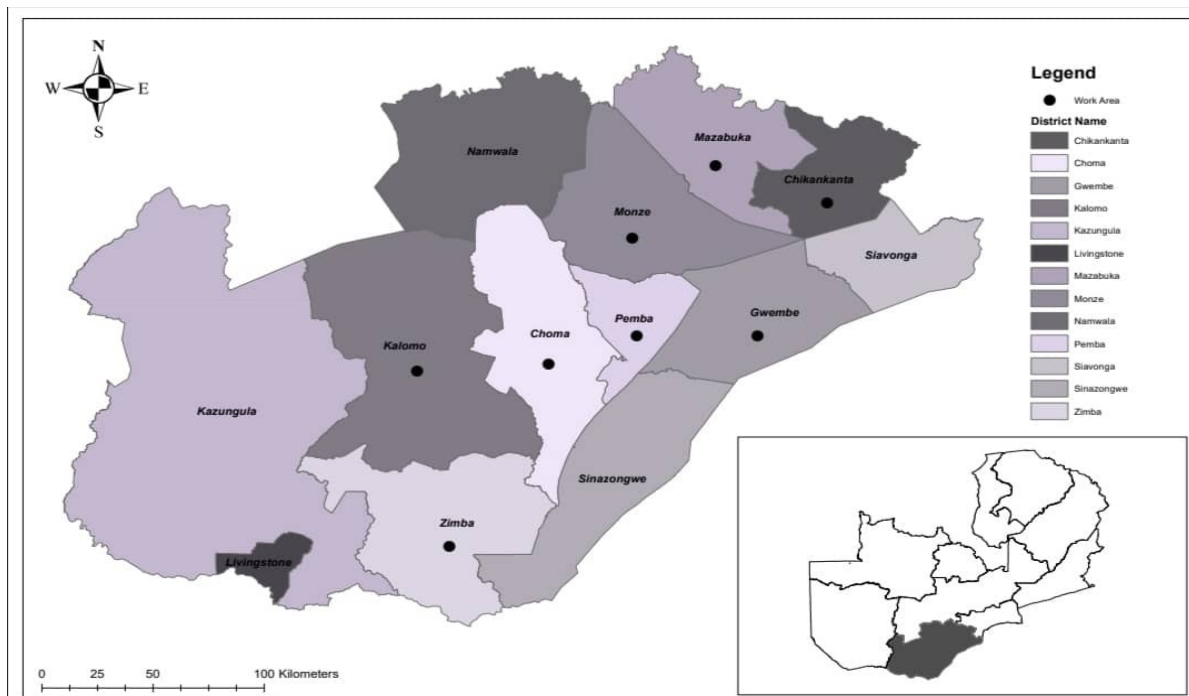 N
W E
S
Legend
Work Area
District Name
Chikankanta
Choma
Gwembe
Kalomo
Kazungula
Livingstone
Mazabuka
Monze
Namwala
Pemba
Siavonga
Sinazongwe
Zimba
Mazabuka
Namwala
Chikankanta
Monze
Siavonga
Gwembe
Pemba
Choma
Kalomo
Kazungula
Sinazongwe
Zimba
Livingstone
0 25 50 100 Kilometers